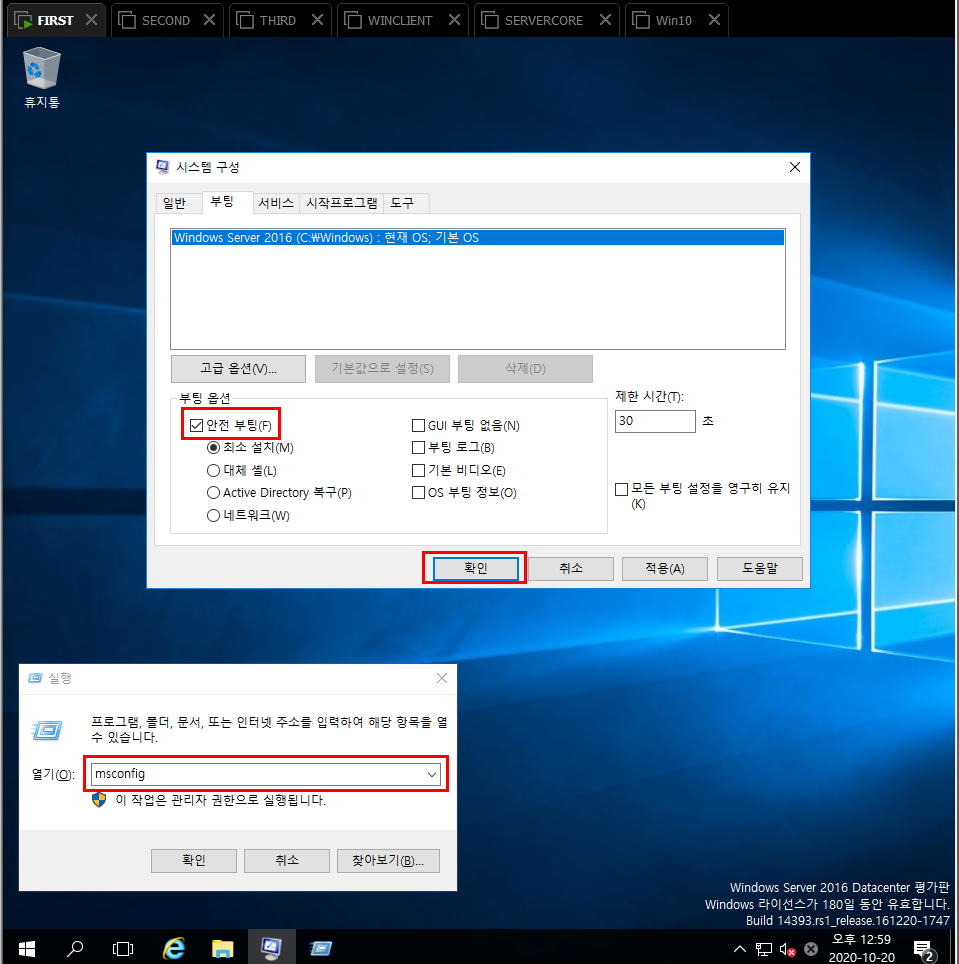 FIRST
SECOND
THIRD
WINCLIENT
SERVERCORE
Win10
휴지통
시스템 구성
일반 부팅 서비스 시작프로그램 도구
Windows Server 2016 (C:₩Windows) : 현재 OS; 기본 OS
고급 옵션(V)... 기본값으로 설정(S) 삭제(D)
부팅 옵션
안전 부팅(F)
최소 설치(M)
대체 셸(L)
Active Directory 복구(P)
네트워크(W)
GUI 부팅 없음(N)
부팅 로그(B)
기본 비디오(E)
OS 부팅 정보(O)
제한 시간(T):
30 초
모든 부팅 설정을 영구히 유지
(K)
확인 취소 적용(A) 도움말
실행
프로그램, 폴더, 문서, 또는 인터넷 주소를 입력하여 해당 항목을 열
수 있습니다.
열기(O): msconfig
이 작업은 관리자 권한으로 실행됩니다.
확인 취소 찾아보기(B)...
Windows Server 2016 Datacenter 평가판
Windows 라이선스가 180일 동안 유효합니다.
Build 14393.rs1_release.161220-1747
오후 12:59
2020-10-20
2